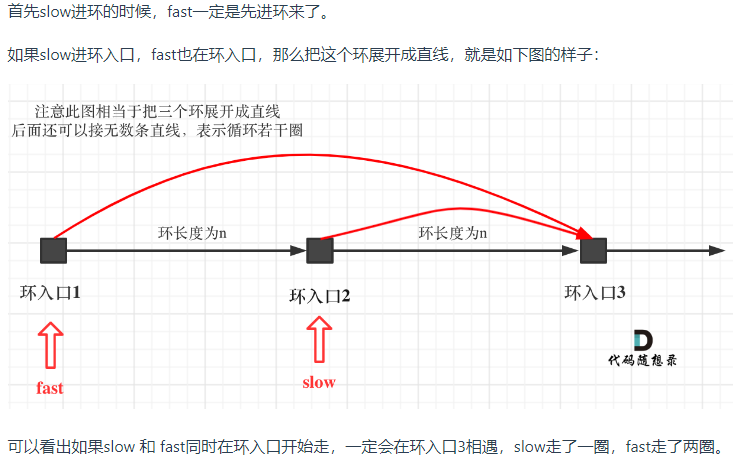 首先slow进环的时候，fast一定是先进环来了。
如果slow进环入口，fast也在环入口，那么把这个环展开成直线，就是如下图的样子：
注意此图相当于把三个环展开成直线
后面还可以接无数条直线，表示循环若干圈
环长度为n
环长度为n
环入口1
环入口2
环入口3
fast
slow
代码随想录
可以看出如果slow 和 fast同时在环入口开始走，一定会在环入口3相遇，slow走了一圈，fast走了两圈。